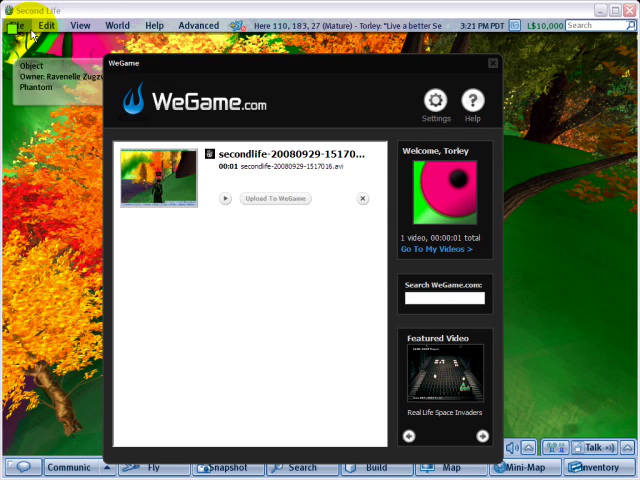 Second Life
File Edit View World Help Advanced Here 110, 183, 27 (Mature) - Torley: "Live a better Se 3:21 PM PDT L$10,000 Search
Object
Owner: Ravenelle Zugzw
Phantom
WeGame
WeGame.com
Settings Help
secondlife-20080929-15170...
00:01 secondlife-20080929-1517016.avi
Upload To WeGame
Welcome, Torley
1 video, 00:00:01 total
Go To My Videos >
Search WeGame.com:
Featured Video
Real Life Space Invaders
Talk
Communic Fly Snapshot Search Build Map Mini-Map Inventory